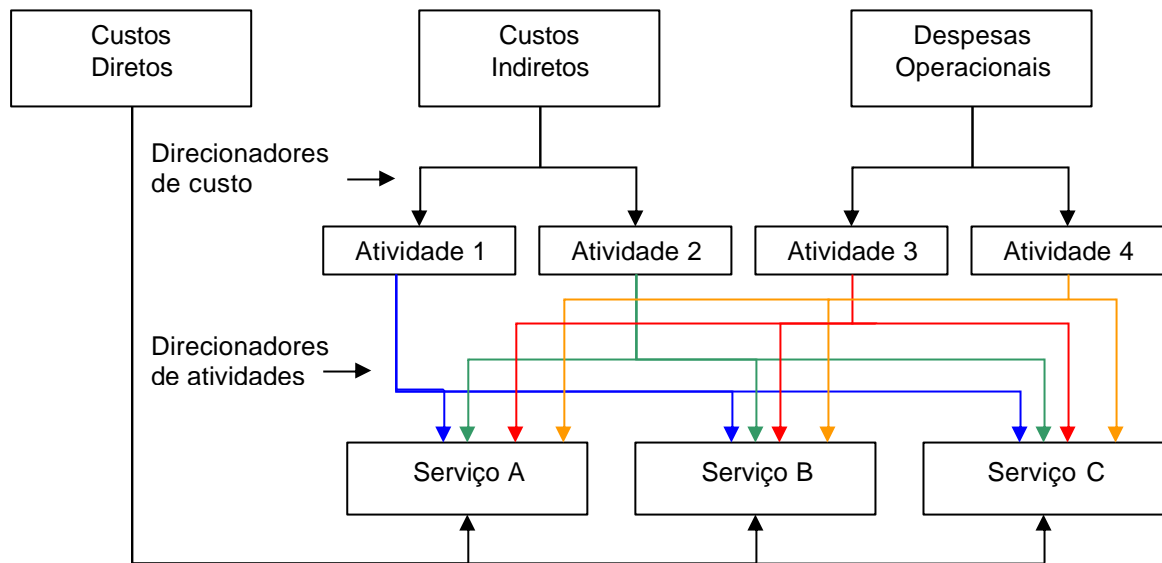 Custos
Diretos
Custos
Indiretos
Despesas
Operacionais
Direcionadores
de custo
Atividade 1
Atividade 2
Atividade 3
Atividade 4
Direcionadores
de atividades
Serviço A
Serviço B
Serviço C